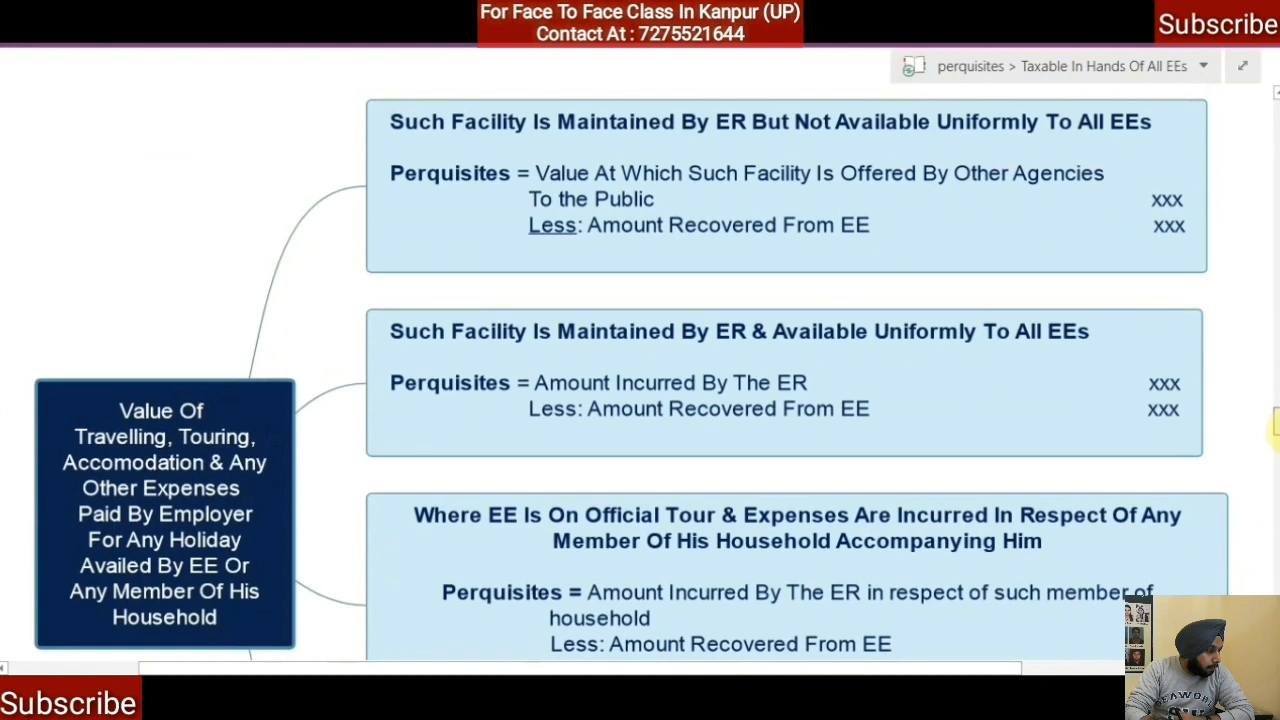 For Face To Face Class In Kanpur (UP)
Contact At : 7275521644
Subscribe
perquisites > Taxable In Hands Of All EEs
Such Facility Is Maintained By ER But Not Available Uniformly To All EEs
Perquisites = Value At Which Such Facility Is Offered By Other Agencies
To the Public xxx
Less: Amount Recovered From EE xxx
Such Facility Is Maintained By ER & Available Uniformly To All EEs
Perquisites = Amount Incurred By The ER xxx
Less: Amount Recovered From EE xxx
Value Of
Travelling, Touring,
Accomodation & Any
Other Expenses
Paid By Employer
For Any Holiday
Availed By EE Or
Any Member Of His
Household
Where EE Is On Official Tour & Expenses Are Incurred In Respect Of Any
Member Of His Household Accompanying Him
Perquisites = Amount Incurred By The ER in respect of such member of
household
Less: Amount Recovered From EE
Subscribe